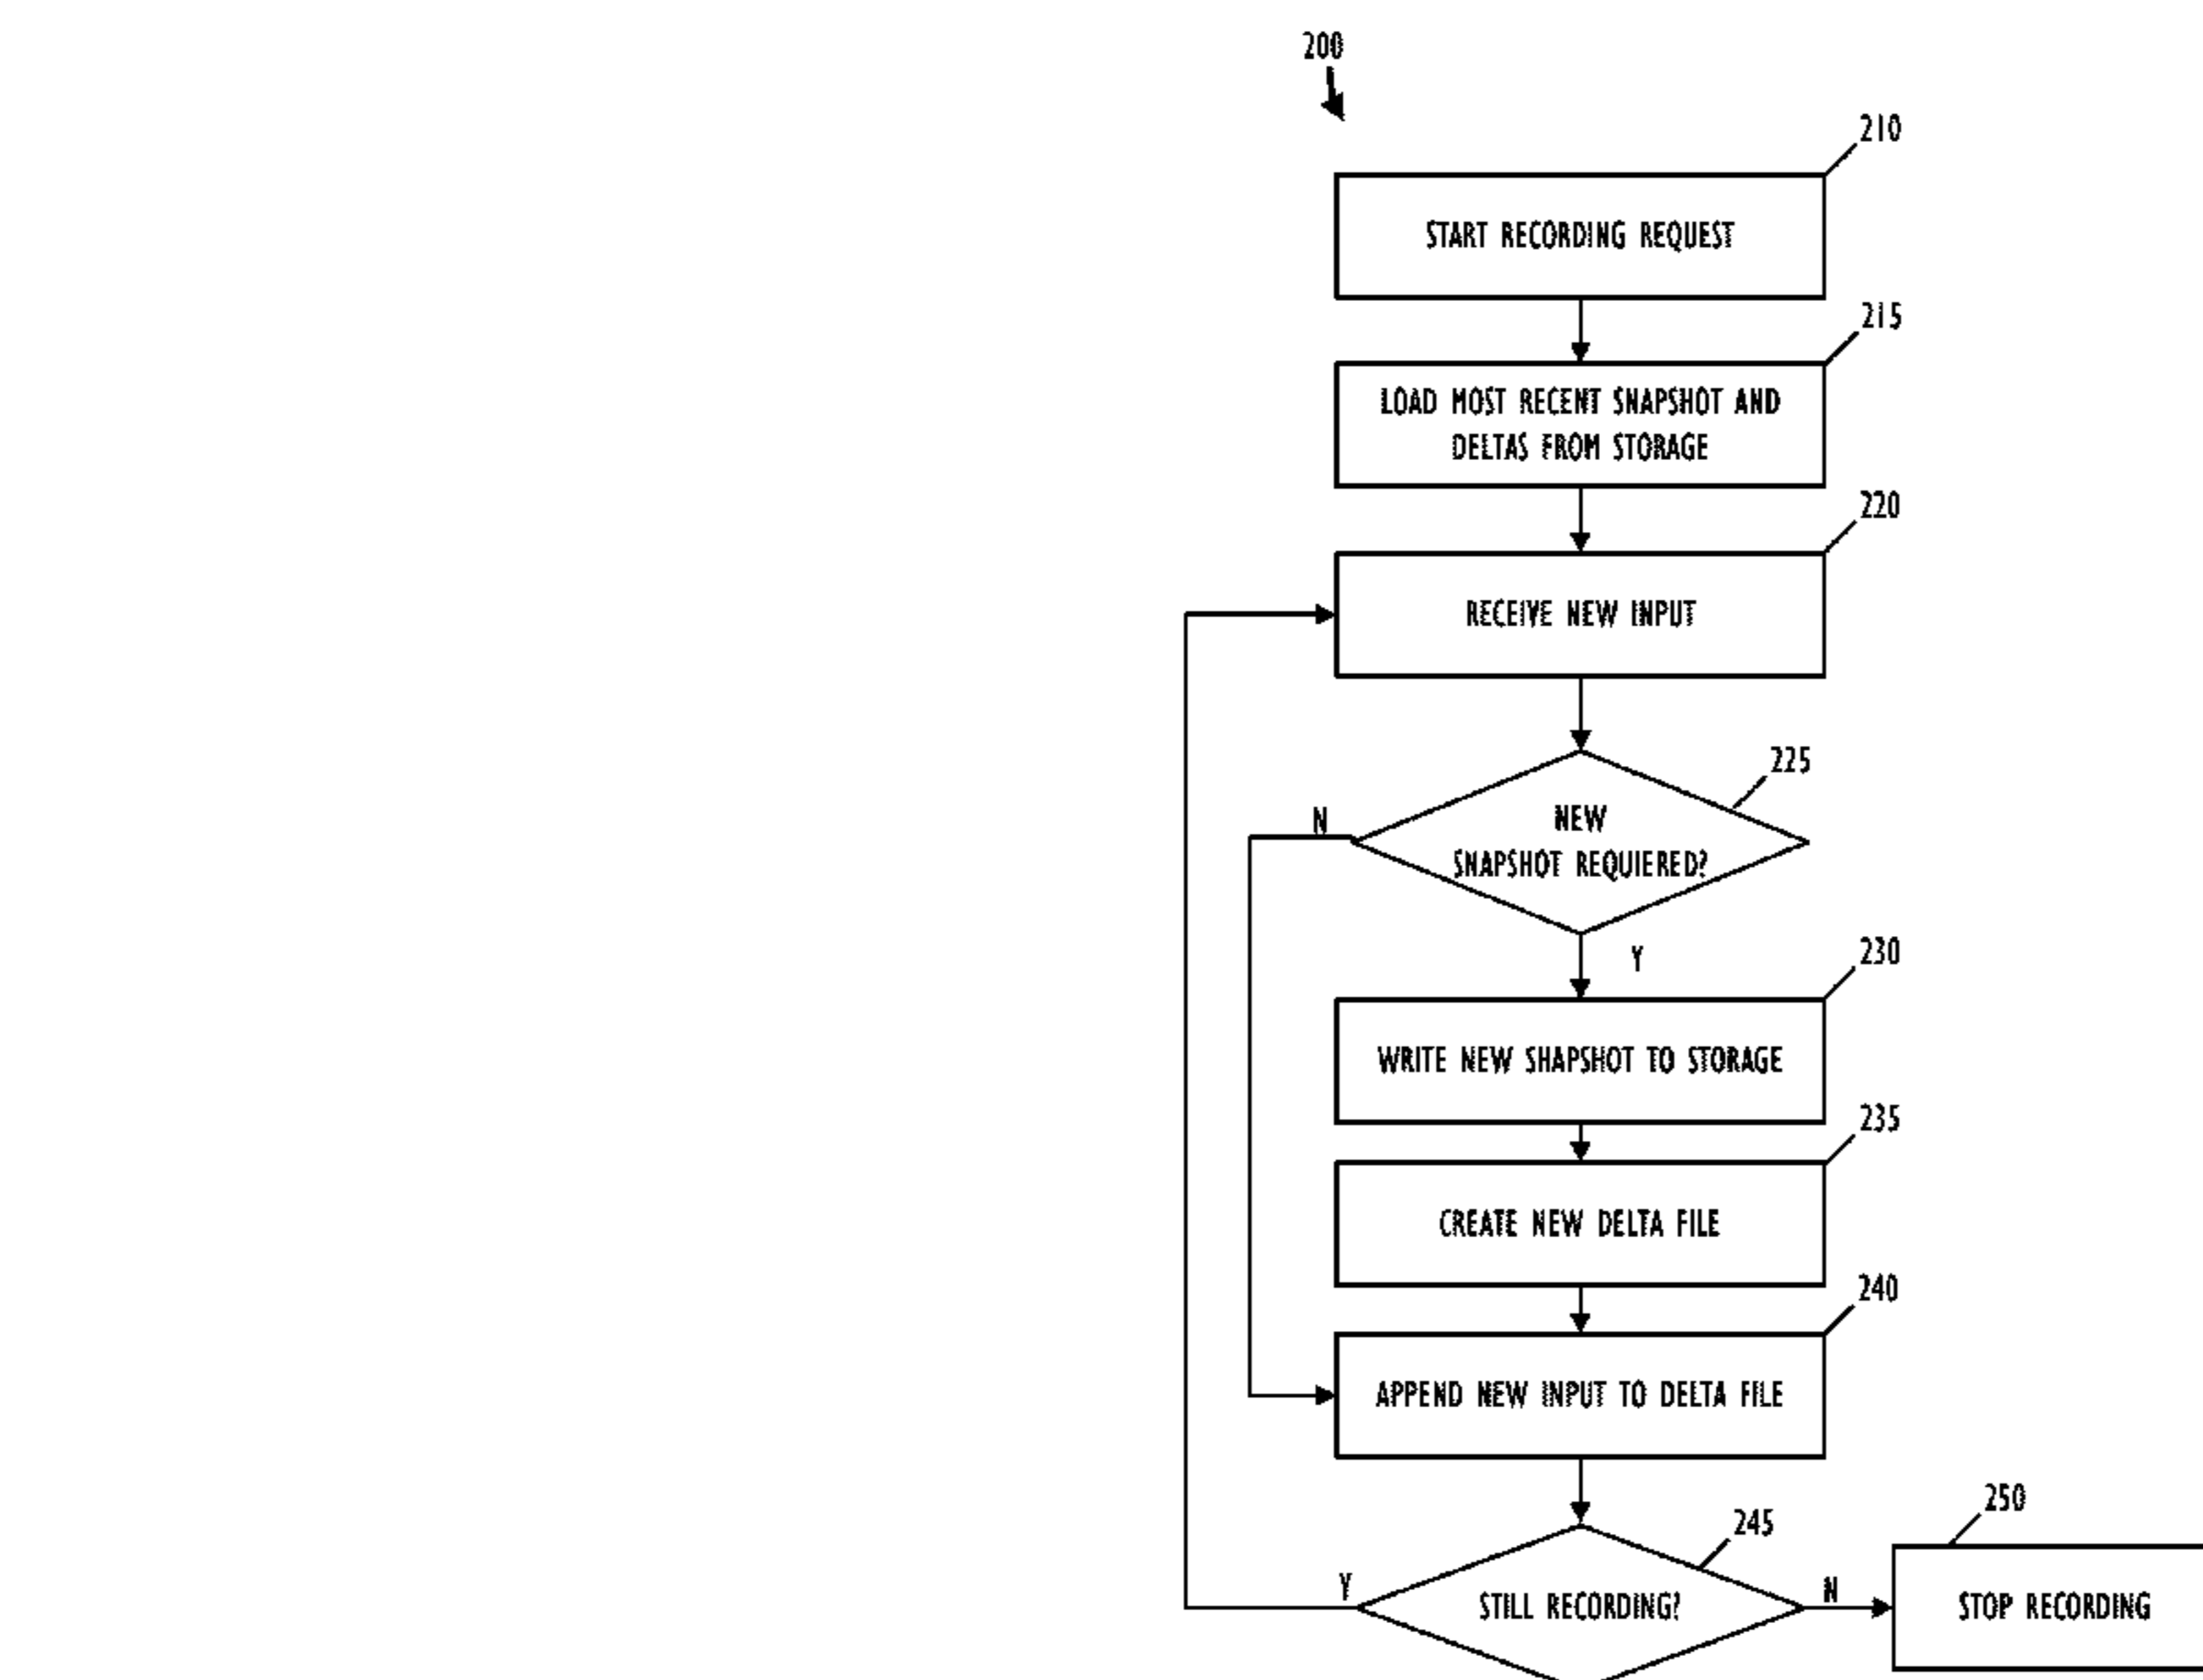 200
210
START RECORDING REQUEST
215
LOAD MOST RECENT SNAPSHOT AND
DELTAS FROM STORAGE
220
RECEIVE NEW INPUT
225
N
NEW
SNAPSHOT REQUIERED?
Y
230
WRITE NEW SHAPSHOT TO STORAGE
235
CREATE NEW DELTA FILE
240
APPEND NEW INPUT TO DELTA FILE
245
250
Y
STILL RECORDING?
N
STOP RECORDING